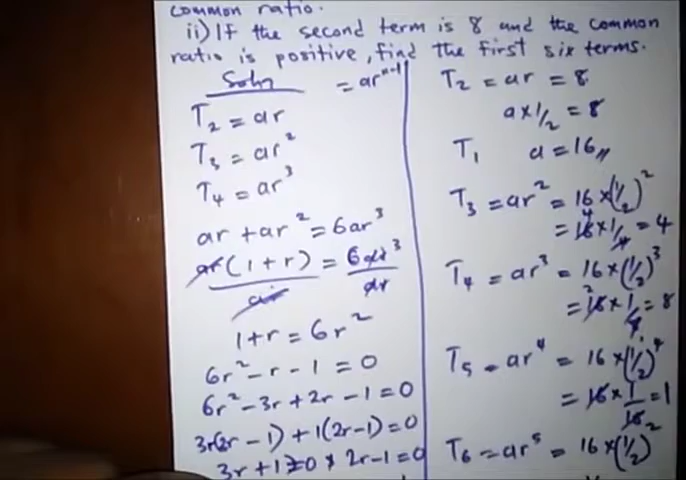 common ratio.
ii) If the second term is 8 and the common
ratio is positive, find the first six terms.
Soln = ar^{n-1}
T₂ = ar
T₃ = ar²
T₄ = ar³
ar + ar² = 6ar³
ar(1+r) = 6ar³
ar ar
1+r = 6r²
6r² - r - 1 = 0
6r² - 3r + 2r - 1 = 0
3r(2r - 1) + 1(2r-1) = 0
3r + 1 = 0 2r-1 = 0
T₂ = ar = 8
a x 1/2 = 8
T₁ a = 16
T₃ = ar² = 16 x (1/2)²
= 16 x 1/4 = 4
T₄ = ar³ = 16 x (1/2)³
= 16 x 1/8 = 8
T₅ = ar⁴ = 16 x (1/2)⁴
= 16 x 1/16 = 1
T₆ = ar⁵ = 16 x (1/2)